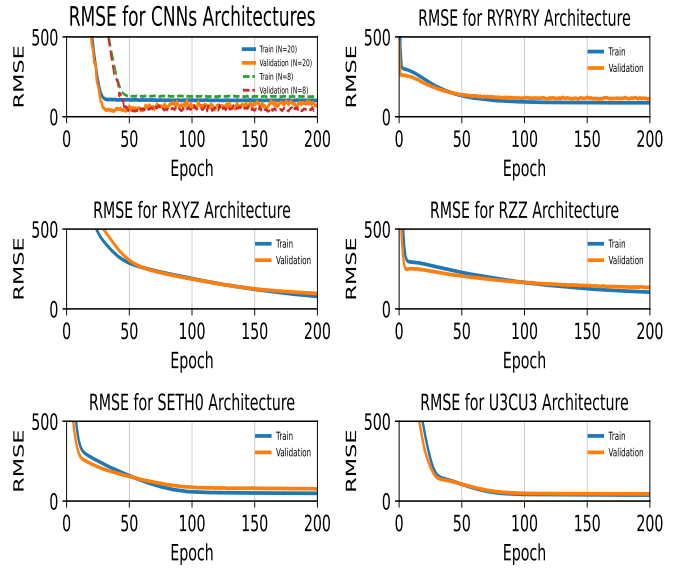 RMSE for CNNs Architectures
RMSE
500
0
Train (N=20)
Validation (N=20)
Train (N=8)
Validation (N=8)
0 50 100 150 200
Epoch
RMSE for RYRYRY Architecture
RMSE
500
0
Train
Validation
0 50 100 150 200
Epoch
RMSE for RXYZ Architecture
RMSE
500
0
Train
Validation
0 50 100 150 200
Epoch
RMSE for RZZ Architecture
RMSE
500
0
Train
Validation
0 50 100 150 200
Epoch
RMSE for SETH0 Architecture
RMSE
500
0
Train
Validation
0 50 100 150 200
Epoch
RMSE for U3CU3 Architecture
RMSE
500
0
Train
Validation
0 50 100 150 200
Epoch